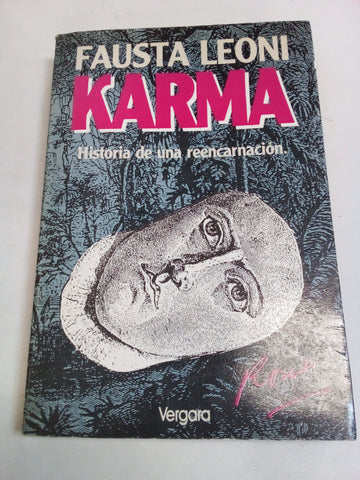 FAUSTA LEONI
KARMA
Historia de una reencarnación.
Vergara